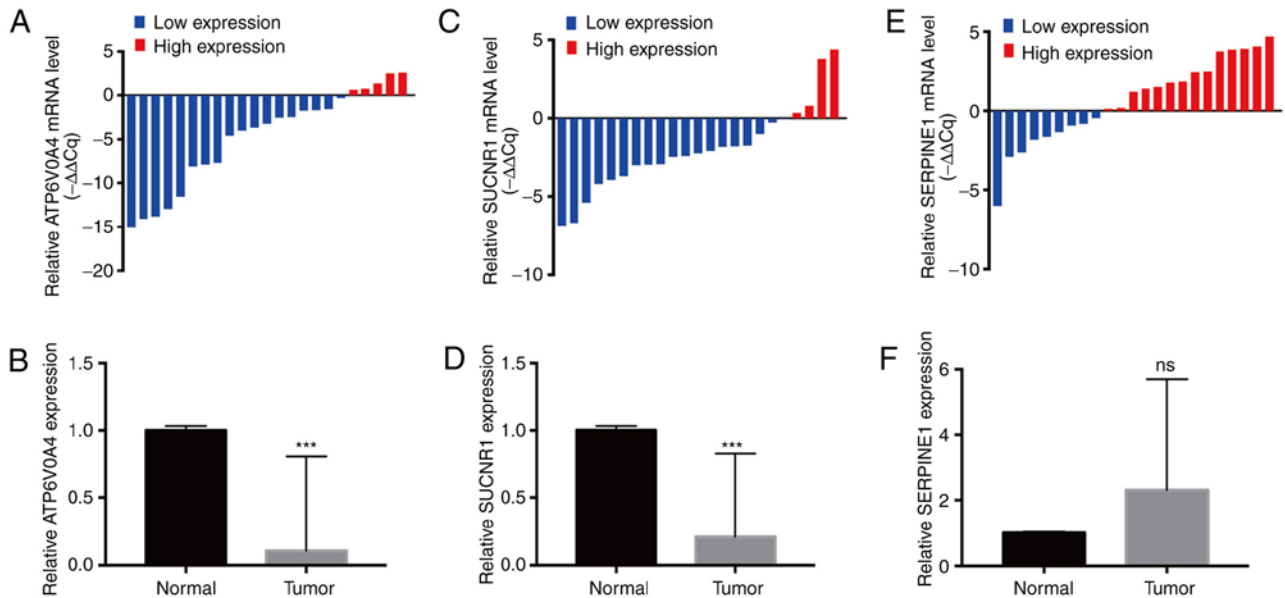 A
Low expression
High expression
Relative ATP6V0A4 mRNA level
(−ΔΔCq)
5
0
−5
−10
−15
−20
C
Low expression
High expression
Relative SUCNR1 mRNA level
(−ΔΔCq)
5
0
−5
−10
E
Low expression
High expression
Relative SERPINE1 mRNA level
(−ΔΔCq)
5
0
−5
−10
B
Relative ATP6V0A4 expression
1.5
1.0
0.5
0.0
***
Normal Tumor
D
Relative SUCNR1 expression
1.5
1.0
0.5
0.0
***
Normal Tumor
F
Relative SERPINE1 expression
6
4
2
0
ns
Normal Tumor